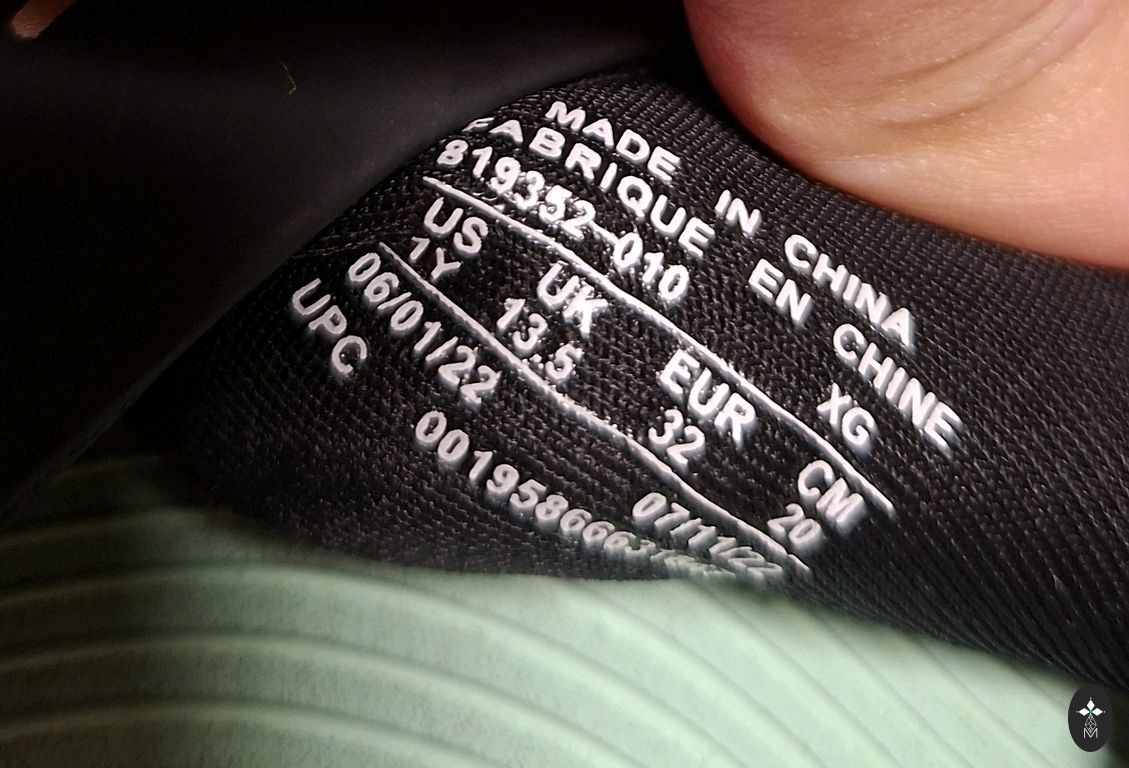 MADE IN CHINA
FABRIQUE EN CHINE
819352-010 XG
US UK EUR CM
1Y 13.5 32 20
06/01/22 07/11/22
UPC